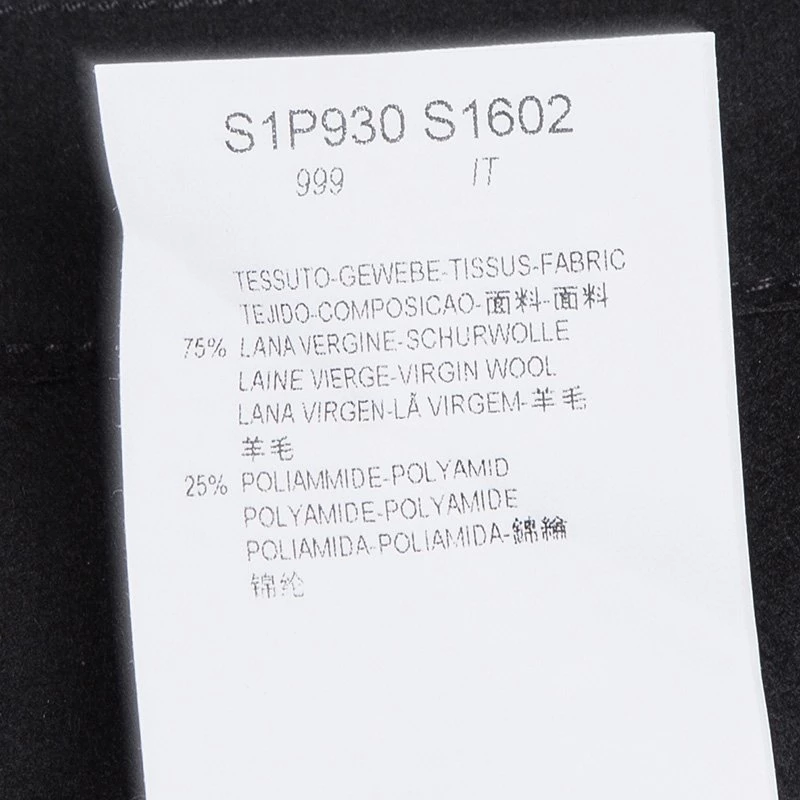 S1P930 S1602
999 IT
TESSUTO-GEWEBE-TISSUS-FABRIC
TEJIDO-COMPOSICAO-面料-面料
75% LANA VERGINE-SCHURWOLLE
LAINE VIERGE-VIRGIN WOOL
LANA VIRGEN-LÃ VIRGEM-羊毛
羊毛
25% POLIAMMIDE-POLYAMID
POLYAMIDE-POLYAMIDE
POLIAMIDA-POLIAMIDA-錦綸
锦纶